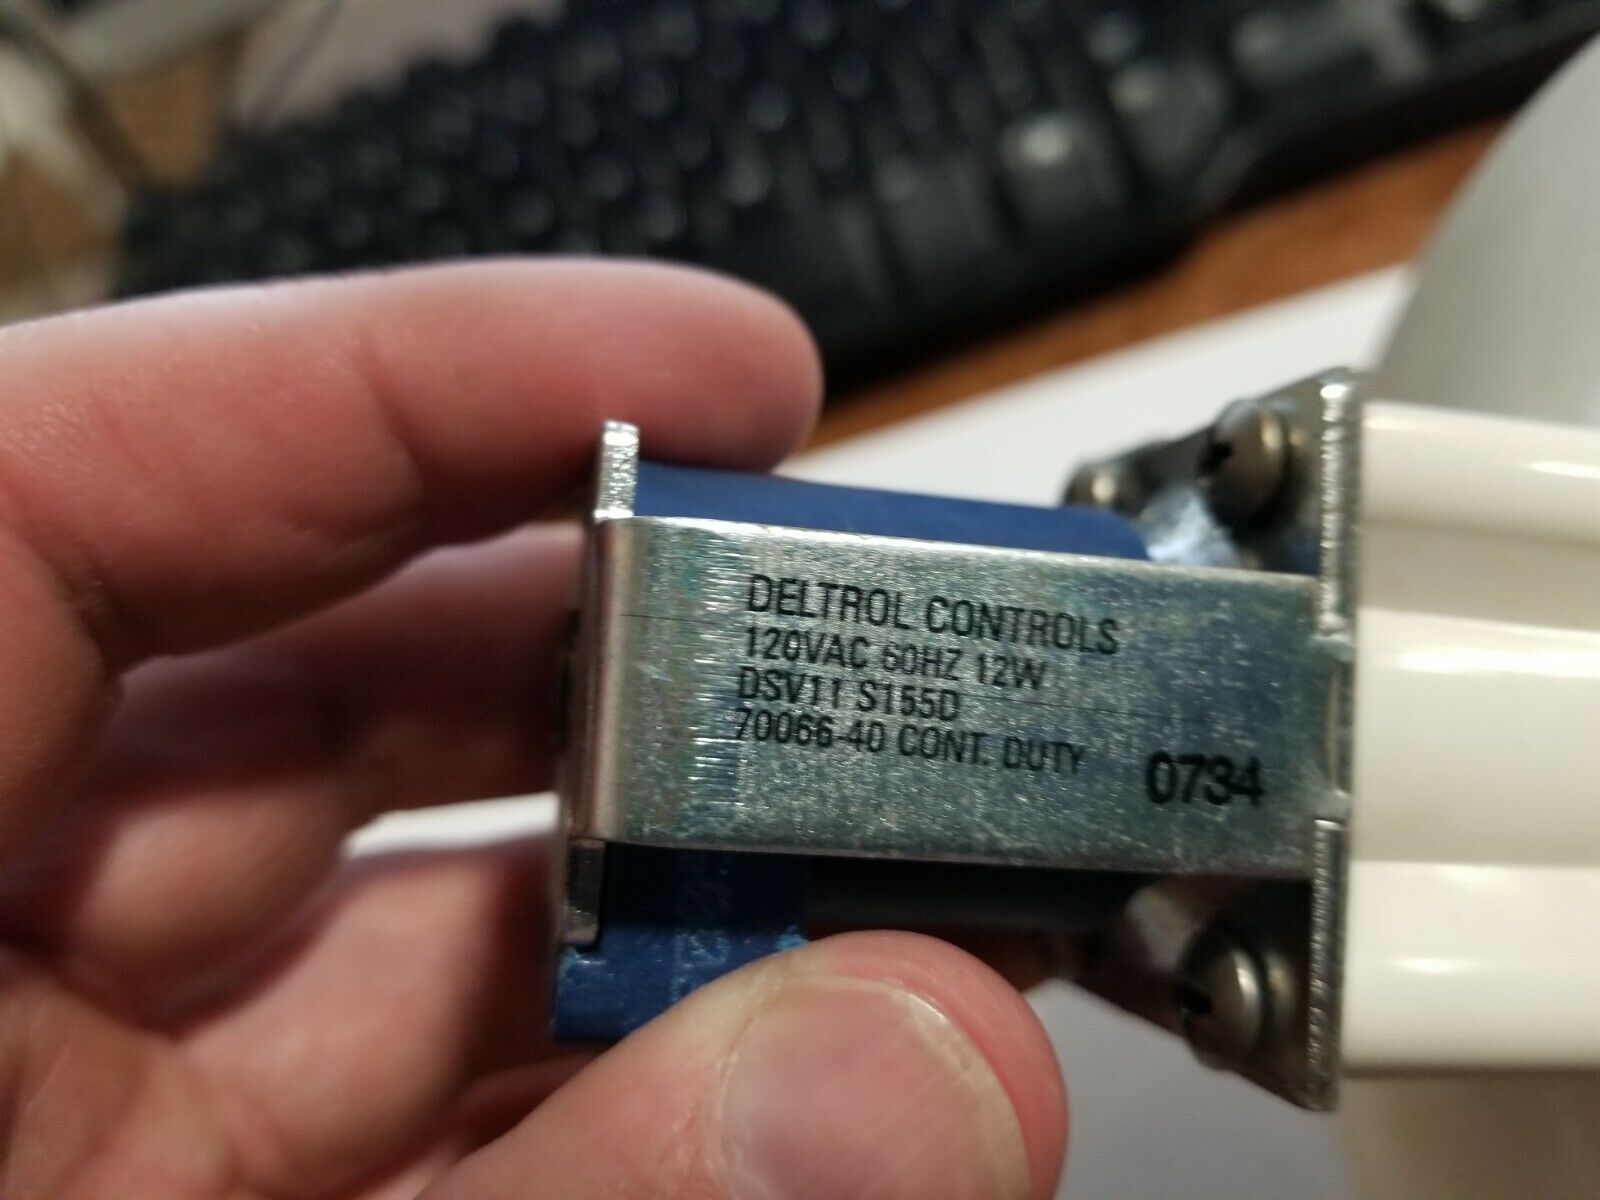 DELTROL CONTROLS
120VAC 60HZ 12W
DSV11 S155D
70066-40 CONT. DUTY
0734